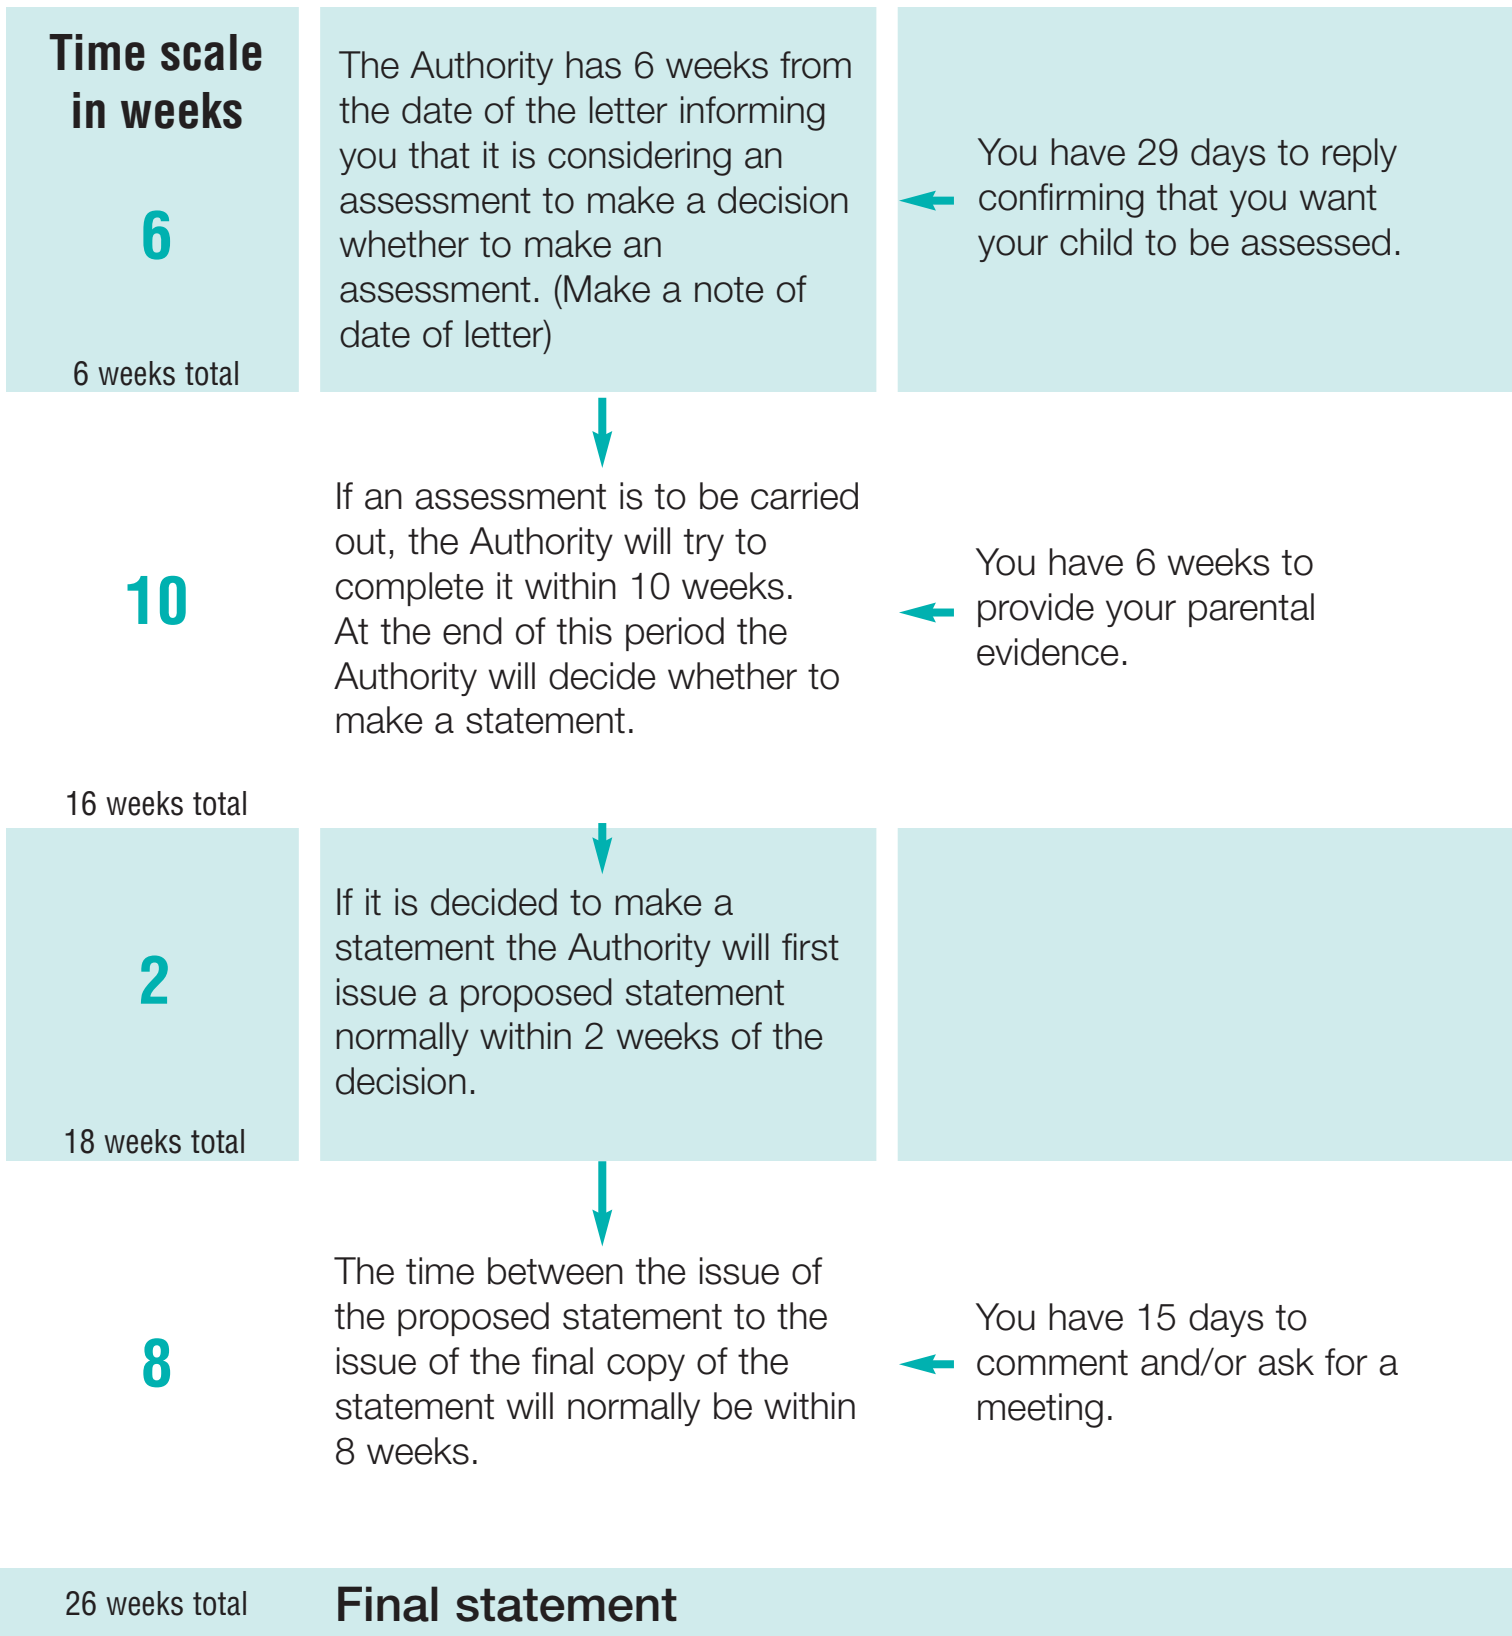 Time scale
in weeks
6
6 weeks total
The Authority has 6 weeks from
the date of the letter informing
you that it is considering an
assessment to make a decision
whether to make an
assessment. (Make a note of
date of letter)
You have 29 days to reply
confirming that you want
your child to be assessed.
10
16 weeks total
If an assessment is to be carried
out, the Authority will try to
complete it within 10 weeks.
At the end of this period the
Authority will decide whether to
make a statement.
You have 6 weeks to
provide your parental
evidence.
2
18 weeks total
If it is decided to make a
statement the Authority will first
issue a proposed statement
normally within 2 weeks of the
decision.
8
The time between the issue of
the proposed statement to the
issue of the final copy of the
statement will normally be within
8 weeks.
You have 15 days to
comment and/or ask for a
meeting.
26 weeks total
Final statement